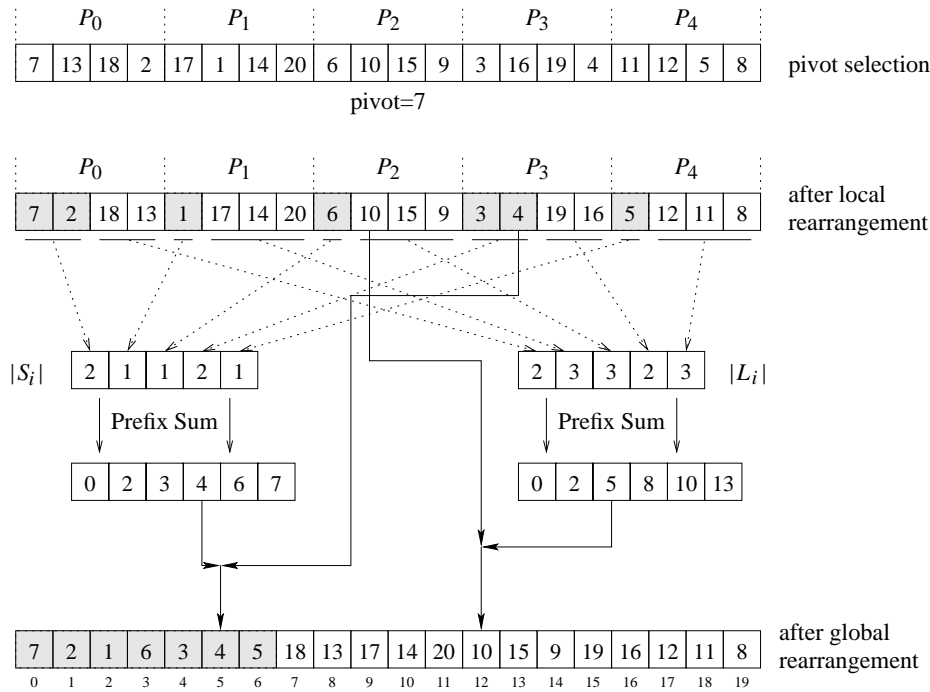 P0 P1 P2 P3 P4
7 13 18 2 17 1 14 20 6 10 15 9 3 16 19 4 11 12 5 8 pivot selection
pivot=7
P0 P1 P2 P3 P4
7 2 18 13 1 17 14 20 6 10 15 9 3 4 19 16 5 12 11 8
after local
rearrangement
|Si| 2 1 1 2 1
2 3 3 2 3 |Li|
Prefix Sum
Prefix Sum
0 2 3 4 6 7
0 2 5 8 10 13
7 2 1 6 3 4 5 18 13 17 14 20 10 15 9 19 16 12 11 8
after global
rearrangement
0 1 2 3 4 5 6 7 8 9 10 11 12 13 14 15 16 17 18 19